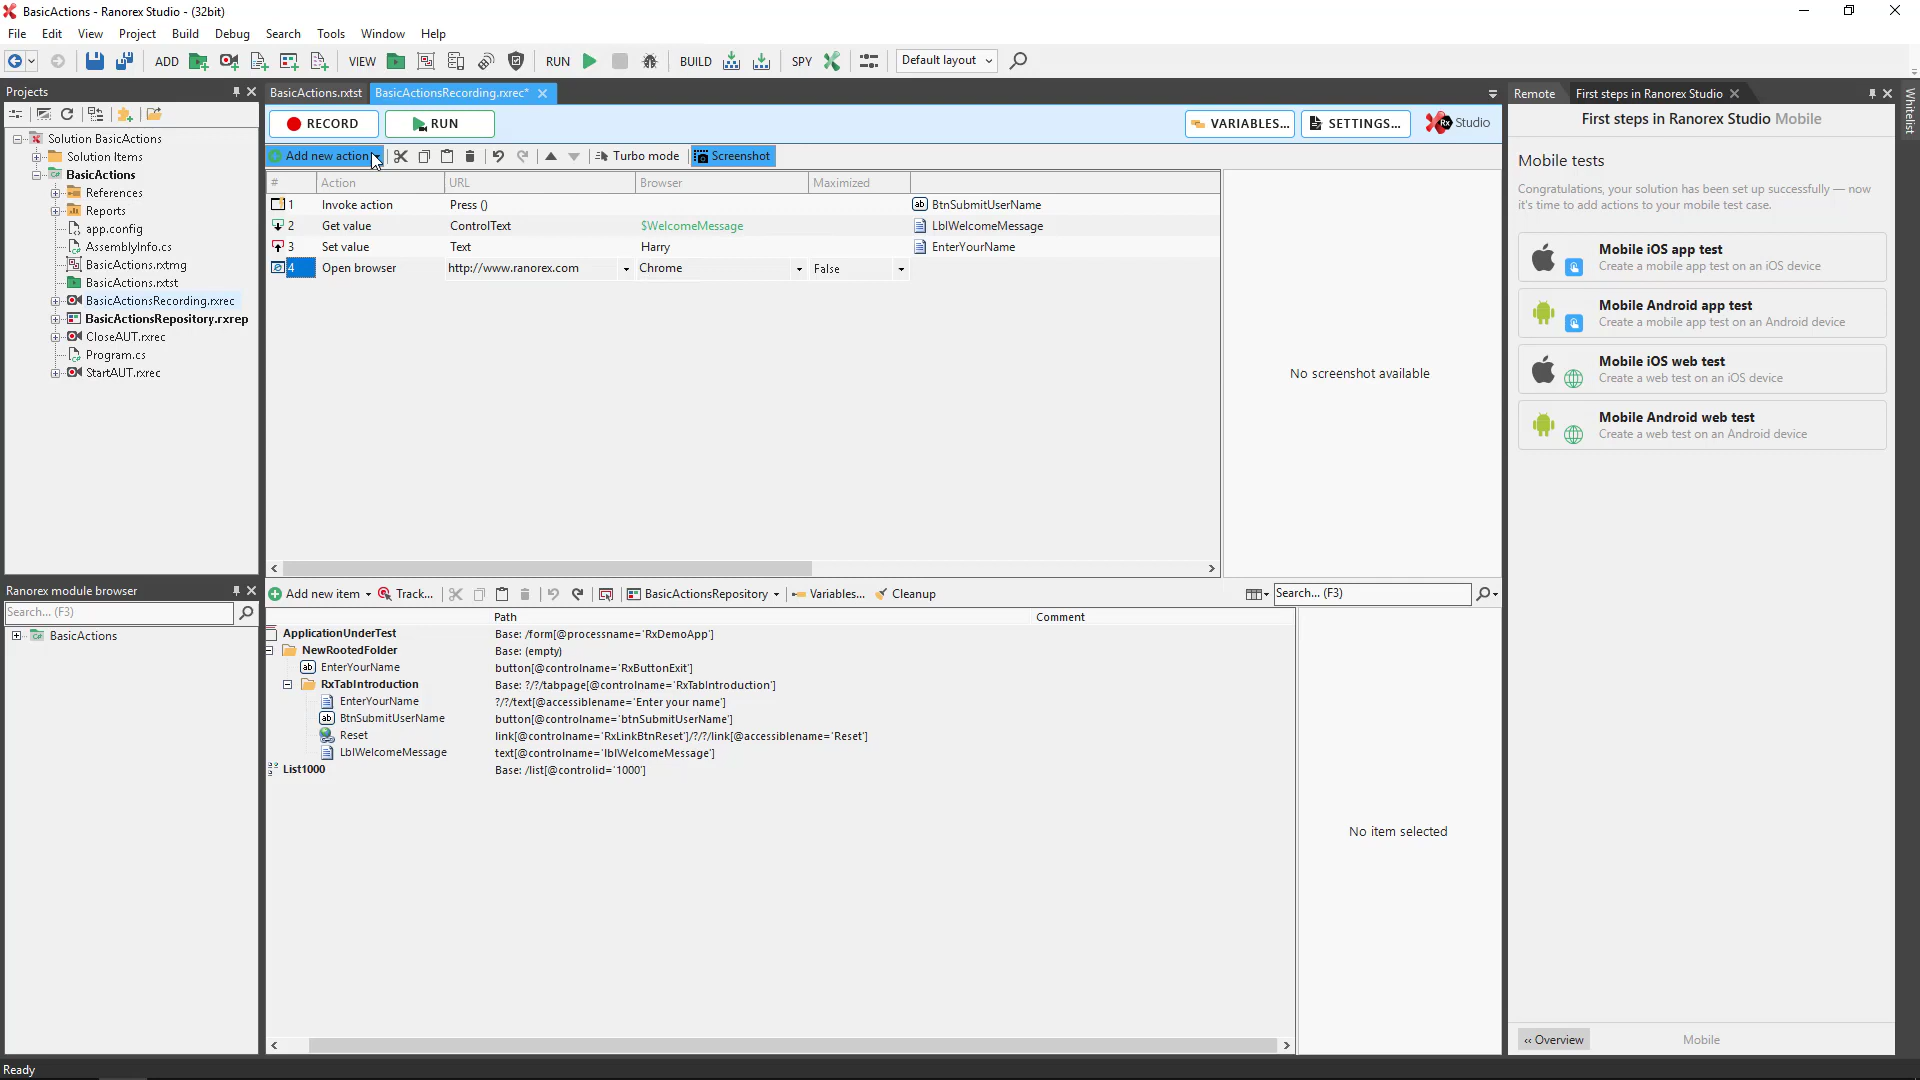 BasicActions - Ranorex Studio - (32bit)
File Edit View Project Build Debug Search Tools Window Help
ADD VIEW RUN BUILD SPY Default layout
Projects
BasicActions.rxtst BasicActionsRecording.rxrec*
Remote First steps in Ranorex Studio
Whitelist
RECORD RUN VARIABLES... SETTINGS... Rx Studio
First steps in Ranorex Studio Mobile
Solution BasicActions
Solution Items
BasicActions
References
Reports
app.config
AssemblyInfo.cs
BasicActions.rxtmg
BasicActions.rxtst
BasicActionsRecording.rxrec
BasicActionsRepository.rxrep
CloseAUT.rxrec
Program.cs
StartAUT.rxrec
Add new action Turbo mode Screenshot
# Action URL Browser Maximized
1 Invoke action Press () BtnSubmitUserName
2 Get value ControlText $WelcomeMessage LblWelcomeMessage
3 Set value Text Harry EnterYourName
4 Open browser http://www.ranorex.com Chrome False
No screenshot available
Mobile tests
Congratulations, your solution has been set up successfully — now
it's time to add actions to your mobile test case.
Mobile iOS app test
Create a mobile app test on an iOS device
Mobile Android app test
Create a mobile app test on an Android device
Mobile iOS web test
Create a web test on an iOS device
Mobile Android web test
Create a web test on an Android device
Ranorex module browser
Search... (F3)
BasicActions
Add new item Track... BasicActionsRepository Variables... Cleanup Search... (F3)
Path Comment
ApplicationUnderTest Base: /form[@processname='RxDemoApp']
NewRootedFolder Base: (empty)
EnterYourName button[@controlname='RxButtonExit']
RxTabIntroduction Base: ?/?/tabpage[@controlname='RxTabIntroduction']
EnterYourName ?/?/text[@accessiblename='Enter your name']
BtnSubmitUserName button[@controlname='btnSubmitUserName']
Reset link[@controlname='RxLinkBtnReset']/?/?/link[@accessiblename='Reset']
LblWelcomeMessage text[@controlname='lblWelcomeMessage']
List1000 Base: /list[@controlid='1000']
No item selected
‹‹ Overview Mobile
Ready